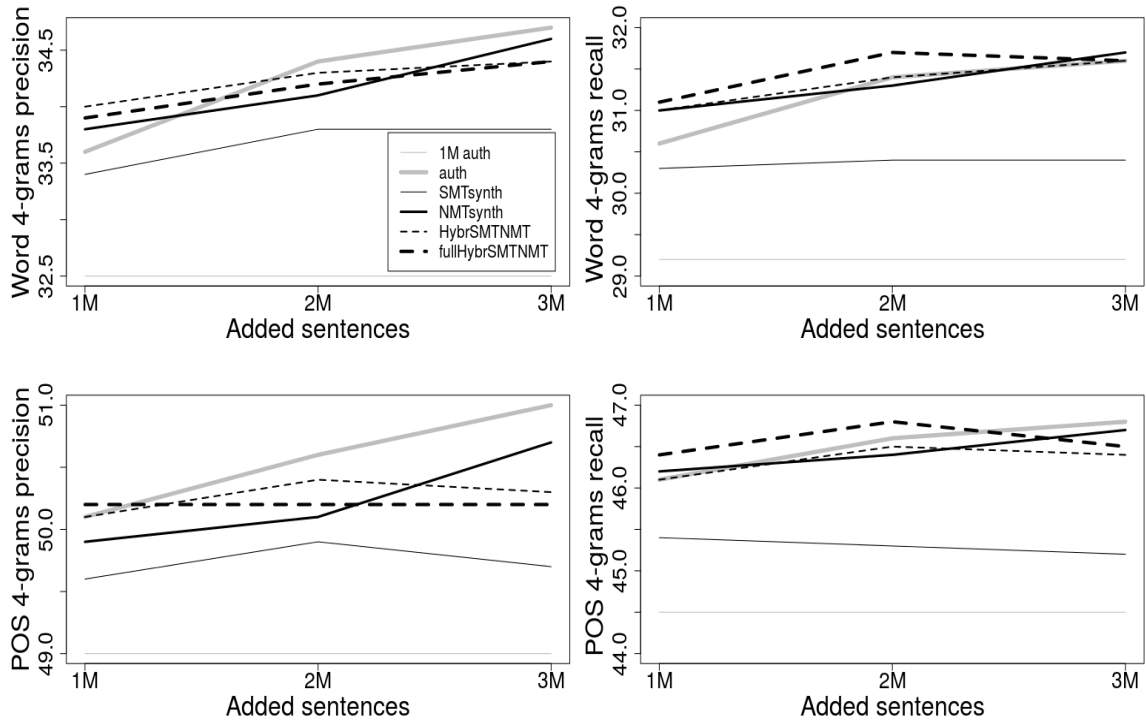 Word 4-grams precision
32.5
33.5
34.5
1M auth
auth
SMTsynth
NMTsynth
HybrSMTNMT
fullHybrSMTNMT
1M 2M 3M
Added sentences
Word 4-grams recall
29.0
30.0
31.0
32.0
1M 2M 3M
Added sentences
POS 4-grams precision
49.0
50.0
51.0
1M 2M 3M
Added sentences
POS 4-grams recall
44.0
45.0
46.0
47.0
1M 2M 3M
Added sentences